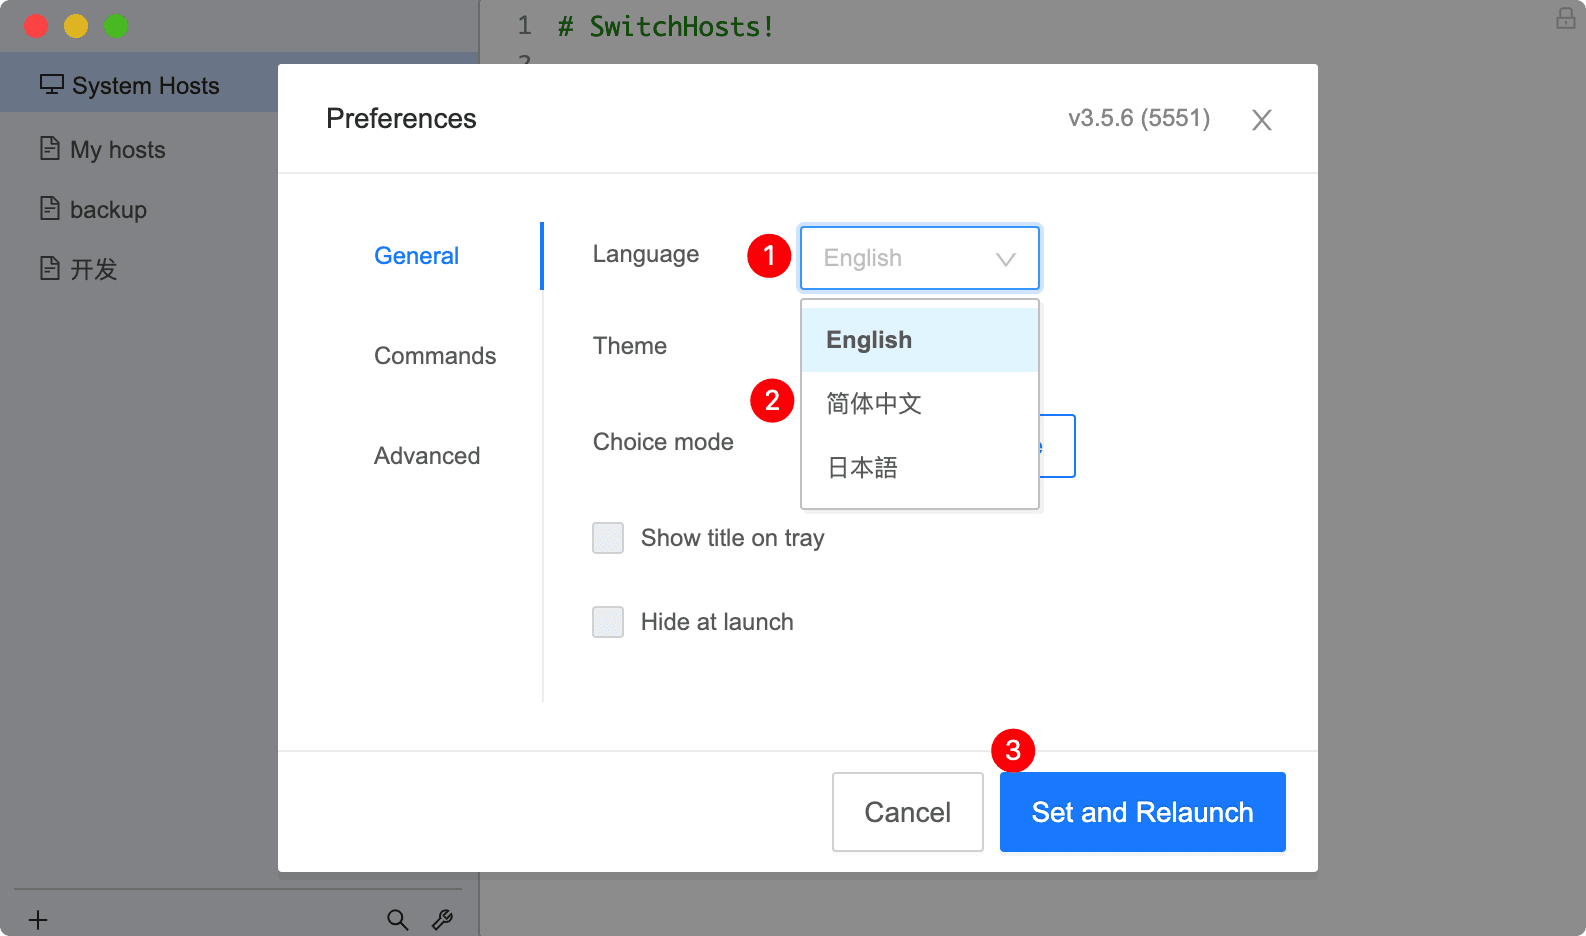 1 # SwitchHosts!
2
System Hosts
My hosts
backup
开发
Preferences
v3.5.6 (5551)
X
General
Commands
Advanced
Language
1
English
English
简体中文
日本語
Theme
2
Choice mode
Show title on tray
Hide at launch
3
Cancel
Set and Relaunch